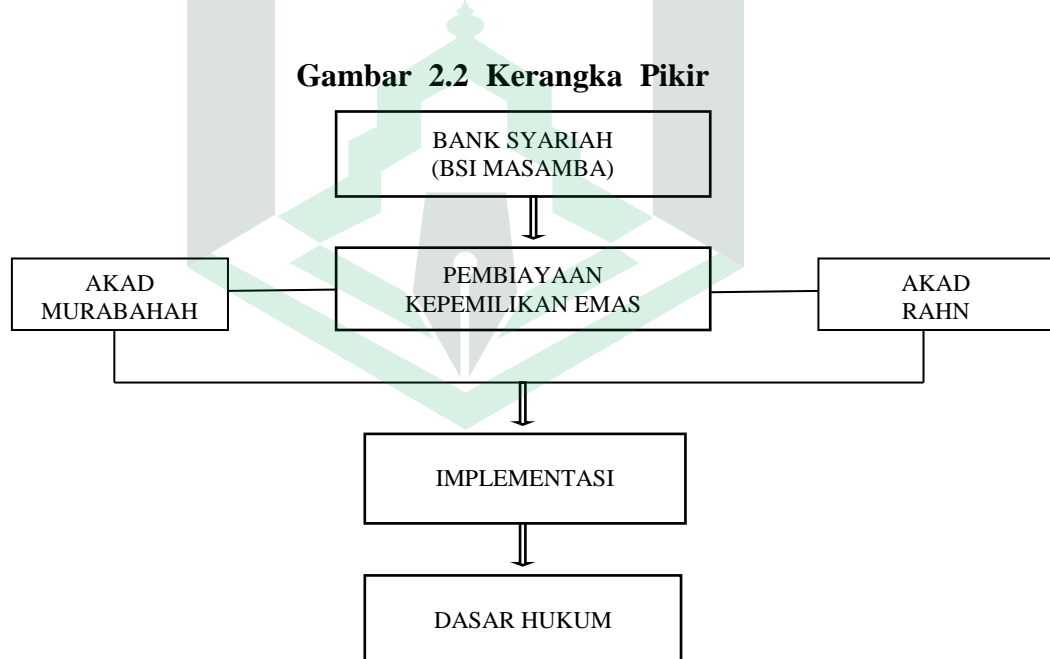 Gambar 2.2 Kerangka Pikir
BANK SYARIAH
(BSI MASAMBA)
AKAD
MURABAHAH
PEMBIAYAAN
KEPEMILIKAN EMAS
AKAD
RAHN
IMPLEMENTASI
DASAR HUKUM